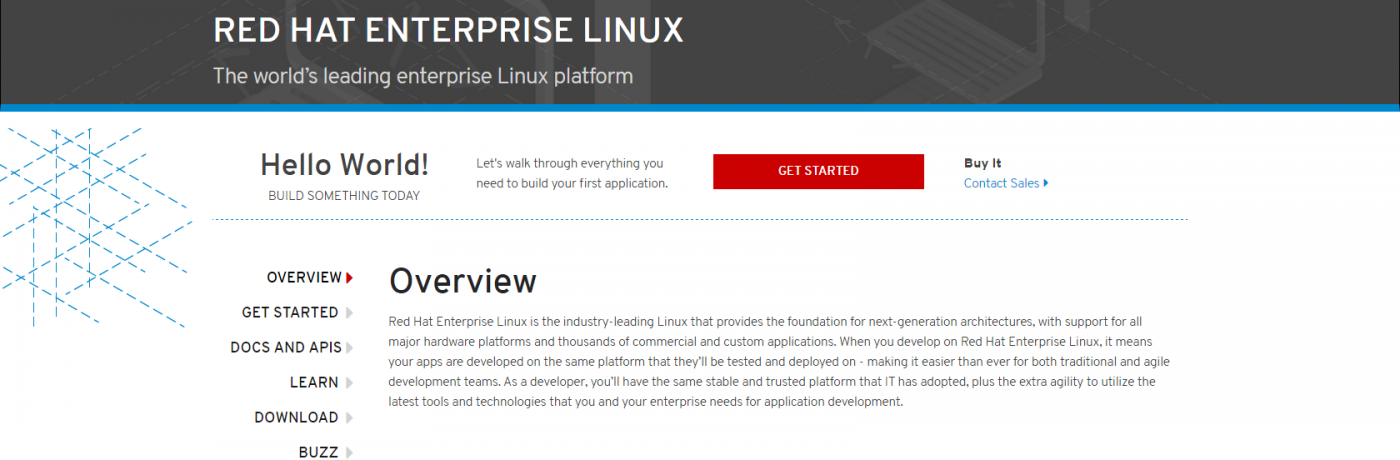 RED HAT ENTERPRISE LINUX
The world's leading enterprise Linux platform
Hello World!
BUILD SOMETHING TODAY
Let's walk through everything you
need to build your first application.
GET STARTED
Buy It
Contact Sales
OVERVIEW
GET STARTED
DOCS AND APIS
LEARN
DOWNLOAD
BUZZ
Overview
Red Hat Enterprise Linux is the industry-leading Linux that provides the foundation for next-generation architectures, with support for all
major hardware platforms and thousands of commercial and custom applications. When you develop on Red Hat Enterprise Linux, it means
your apps are developed on the same platform that they'll be tested and deployed on - making it easier than ever for both traditional and agile
development teams. As a developer, you'll have the same stable and trusted platform that IT has adopted, plus the extra agility to utilize the
latest tools and technologies that you and your enterprise needs for application development.